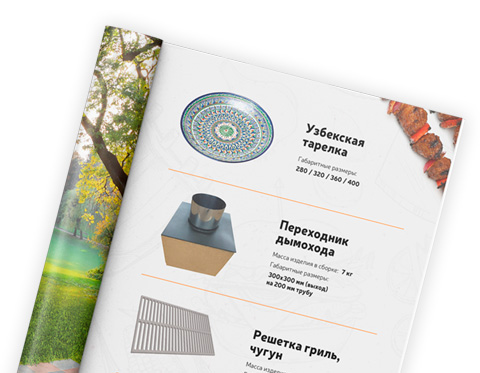 Узбекская
тарелка
Габаритные размеры:
280 / 320 / 360 / 400
Переходник
дымохода
Масса изделия в сборке: 7 кг
Габаритные размеры:
300х300 мм (выход)
на 200 мм трубу
Решетка гриль,
чугун
Масса изделия: